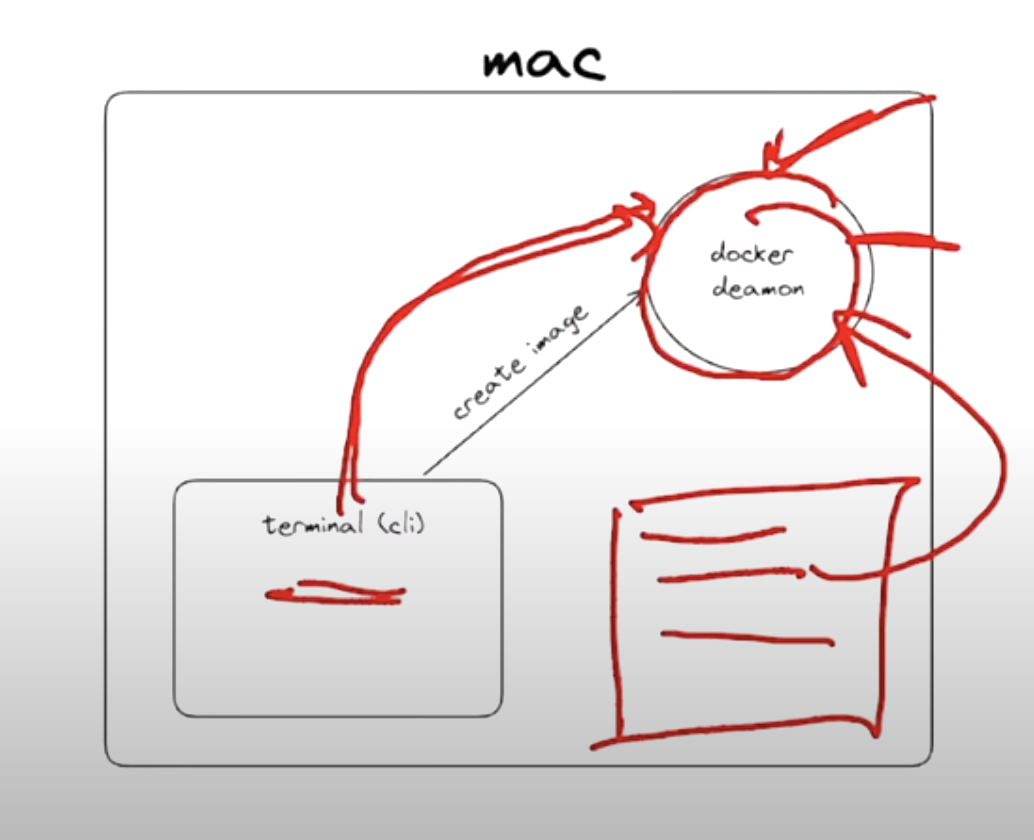 mac
docker
deamon
create image
terminal (cli)